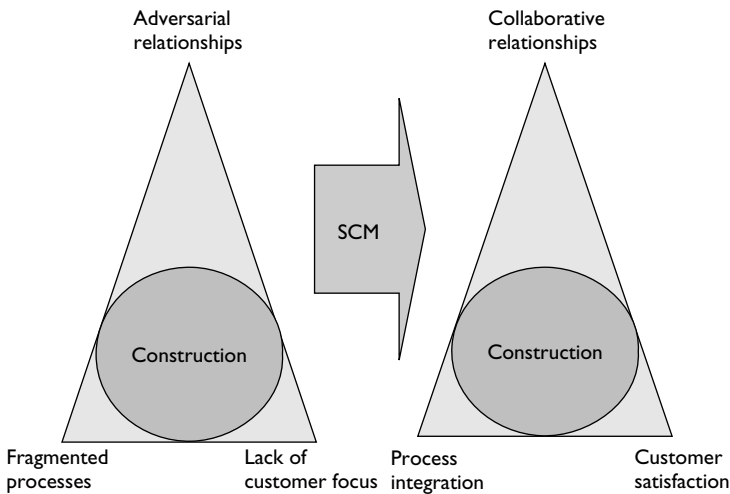 Adversarial
relationships
Collaborative
relationships
SCM
Construction
Construction
Fragmented
processes
Lack of
customer focus
Process
integration
Customer
satisfaction